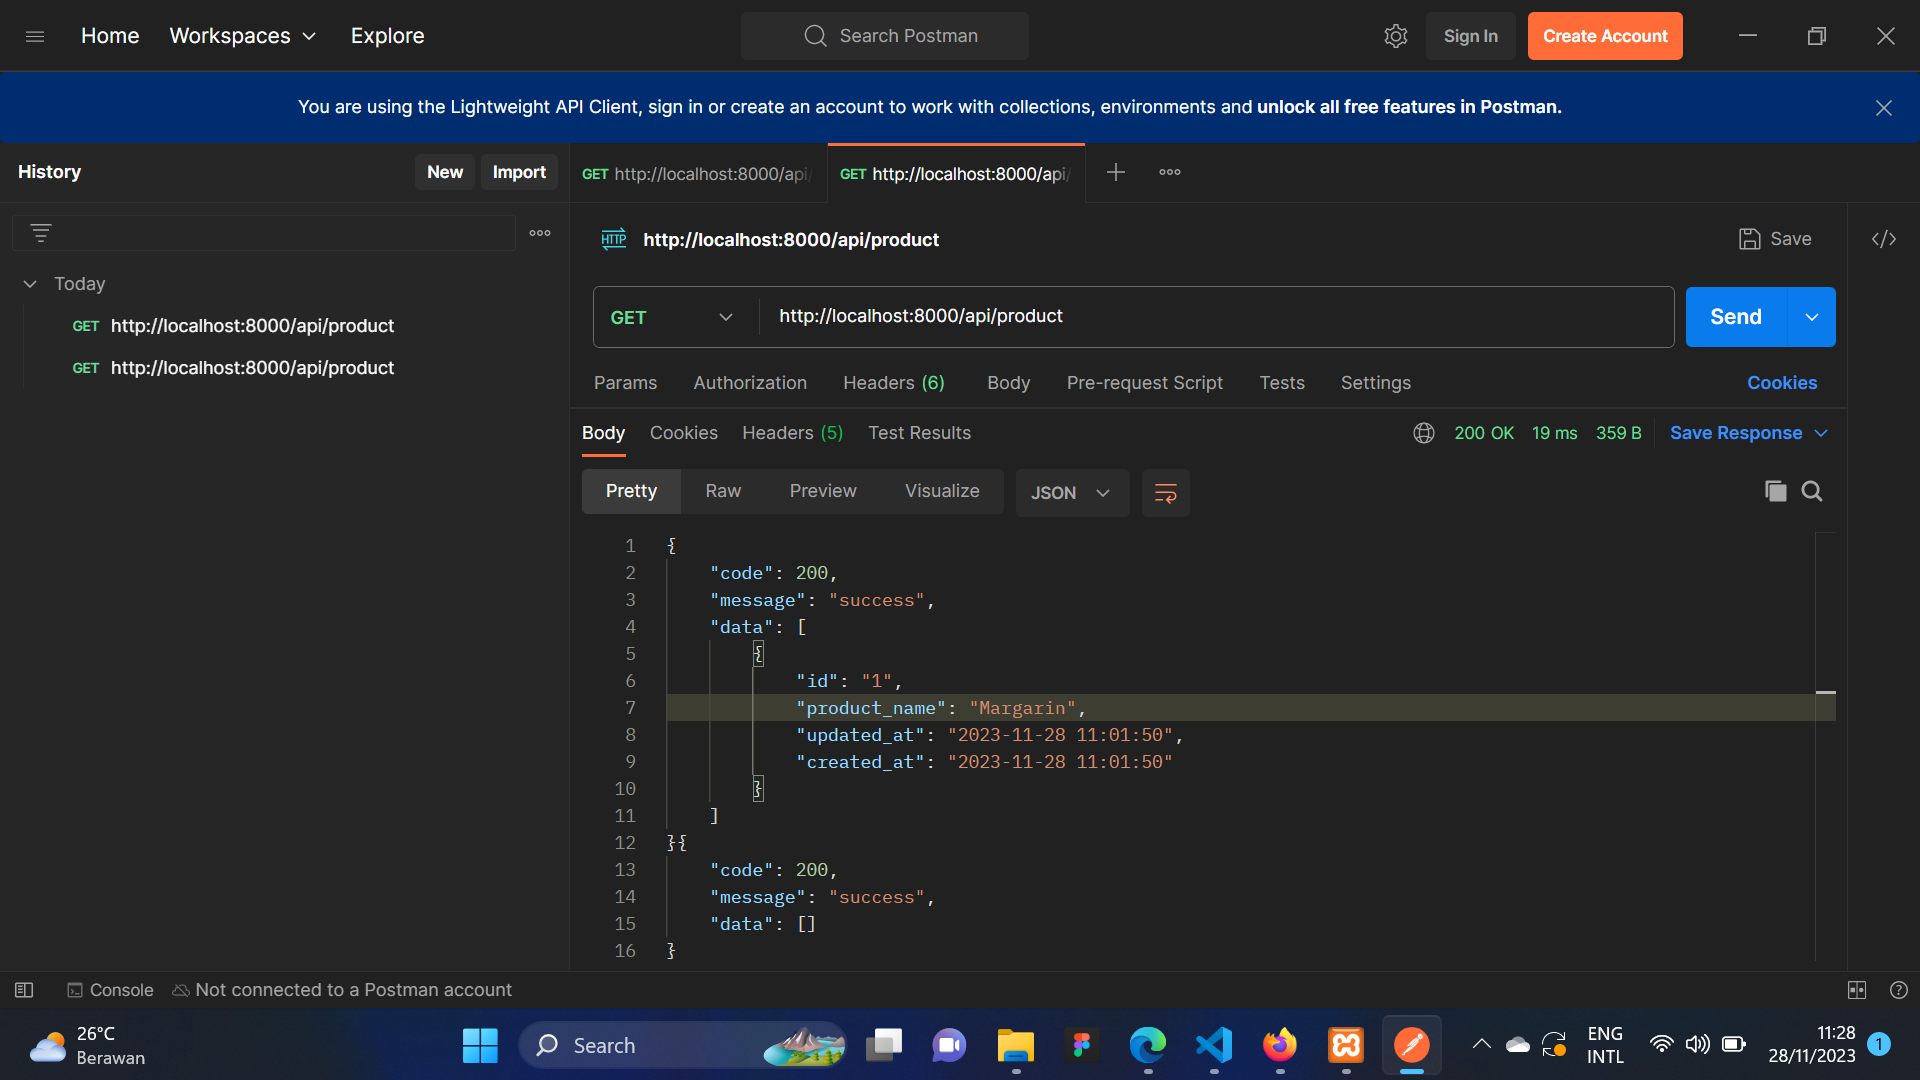 Home
Workspaces
Explore
Search Postman
Sign In
Create Account
You are using the Lightweight API Client, sign in or create an account to work with collections, environments and unlock all free features in Postman.
History
New
Import
GET http://localhost:8000/api/
GET http://localhost:8000/api/
HTTP http://localhost:8000/api/product
Save
Today
GET http://localhost:8000/api/product
GET http://localhost:8000/api/product
GET http://localhost:8000/api/product
Send
Params Authorization Headers (6) Body Pre-request Script Tests Settings Cookies
Body Cookies Headers (5) Test Results 200 OK 19 ms 359 B Save Response
Pretty Raw Preview Visualize JSON
1 {
2 "code": 200,
3 "message": "success",
4 "data": [
5 {
6 "id": "1",
7 "product_name": "Margarin",
8 "updated_at": "2023-11-28 11:01:50",
9 "created_at": "2023-11-28 11:01:50"
10 }
11 ]
12 }{
13 "code": 200,
14 "message": "success",
15 "data": []
16 }
Console Not connected to a Postman account
26°C
Berawan
Search
ENG
INTL
11:28
28/11/2023
1